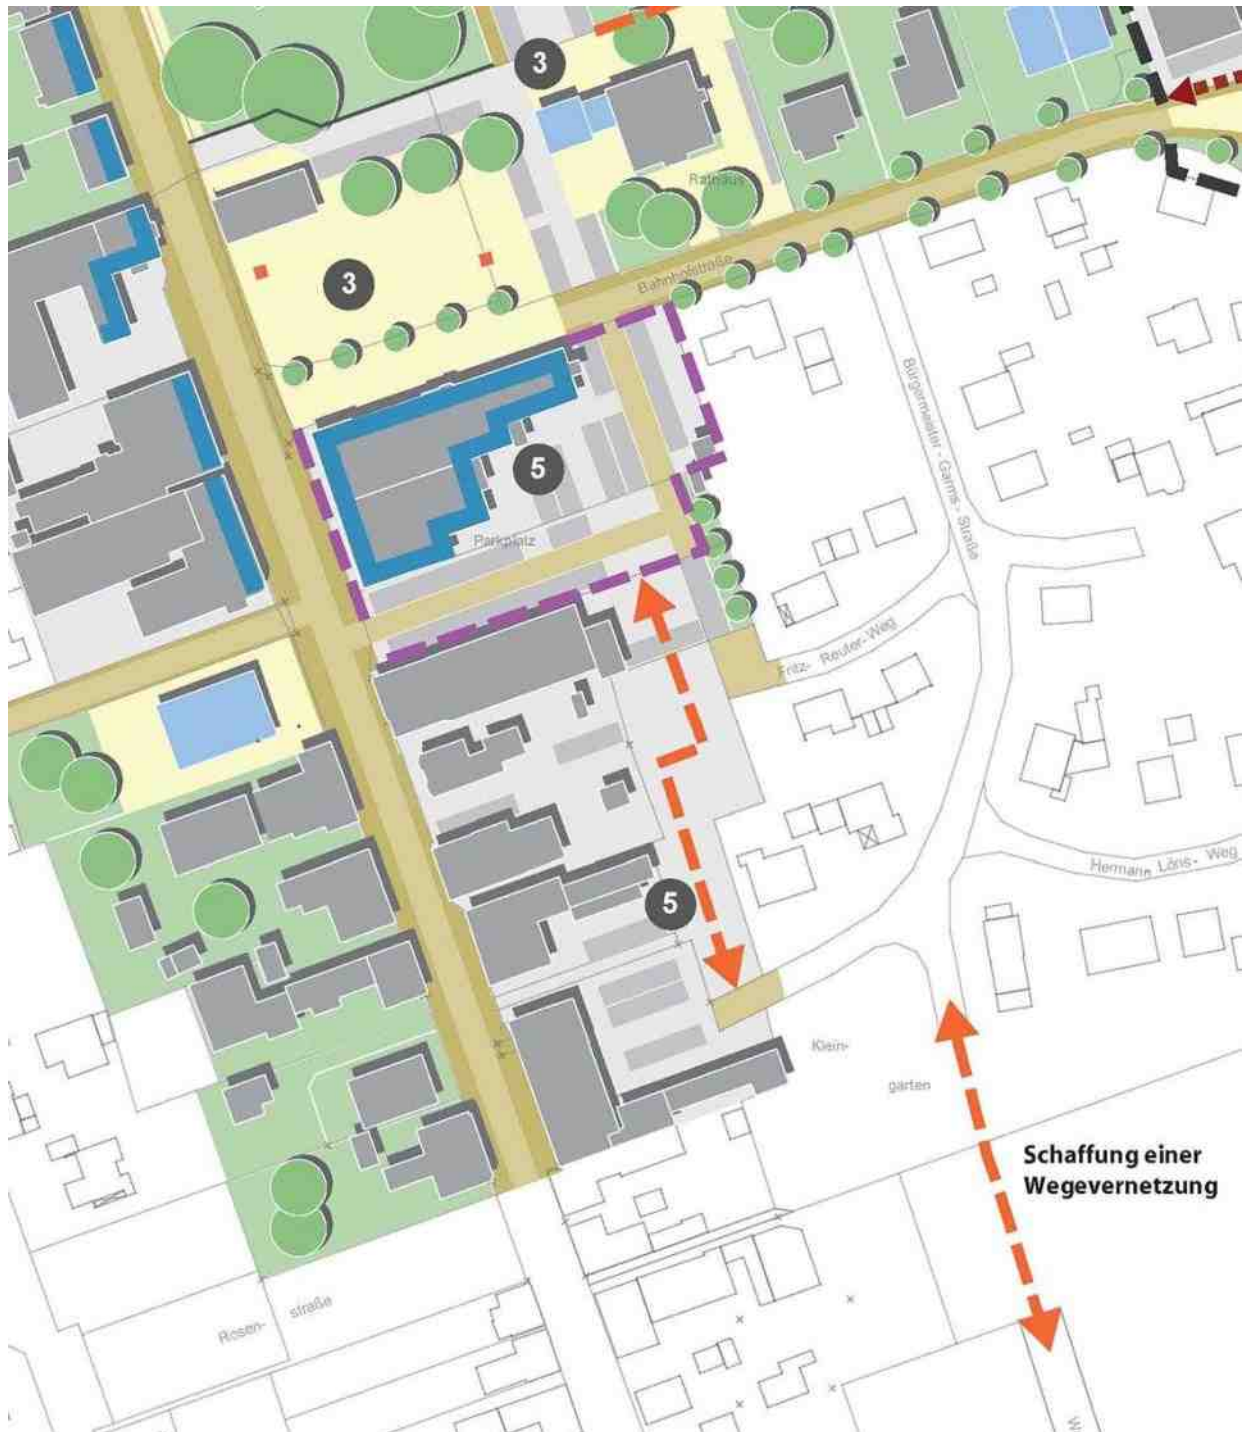 3
Rathaus
3
Bahnhofstraße
Bürgermeister - Garms - Straße
5
Parkplatz
Fritz- Reuter- Weg
Hermann Löns- Weg
5
Klein-
garten
Schaffung einer
Wegevernetzung
Rosen- straße
W